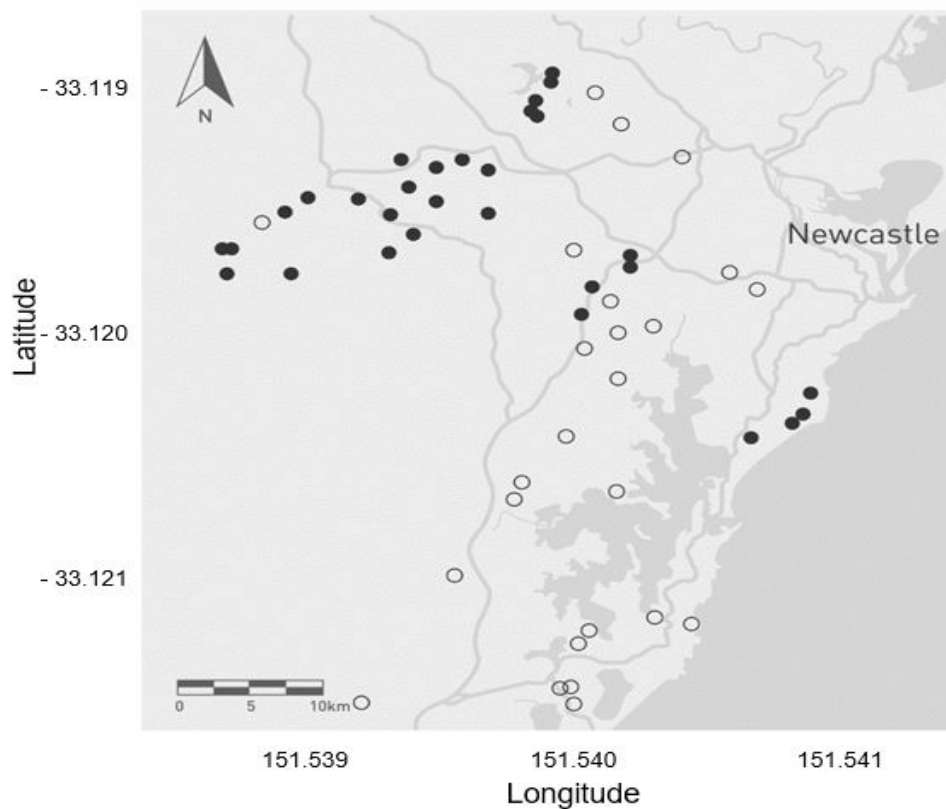 N
- 33.119
Newcastle
- 33.120
Latitude
- 33.121
0 5 10km
151.539 151.540 151.541
Longitude